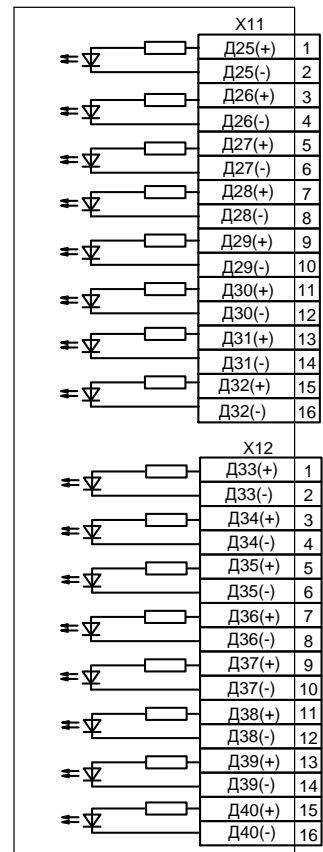 X11
Д25(+) 1
Д25(-) 2
Д26(+) 3
Д26(-) 4
Д27(+) 5
Д27(-) 6
Д28(+) 7
Д28(-) 8
Д29(+) 9
Д29(-) 10
Д30(+) 11
Д30(-) 12
Д31(+) 13
Д31(-) 14
Д32(+) 15
Д32(-) 16
X12
Д33(+) 1
Д33(-) 2
Д34(+) 3
Д34(-) 4
Д35(+) 5
Д35(-) 6
Д36(+) 7
Д36(-) 8
Д37(+) 9
Д37(-) 10
Д38(+) 11
Д38(-) 12
Д39(+) 13
Д39(-) 14
Д40(+) 15
Д40(-) 16